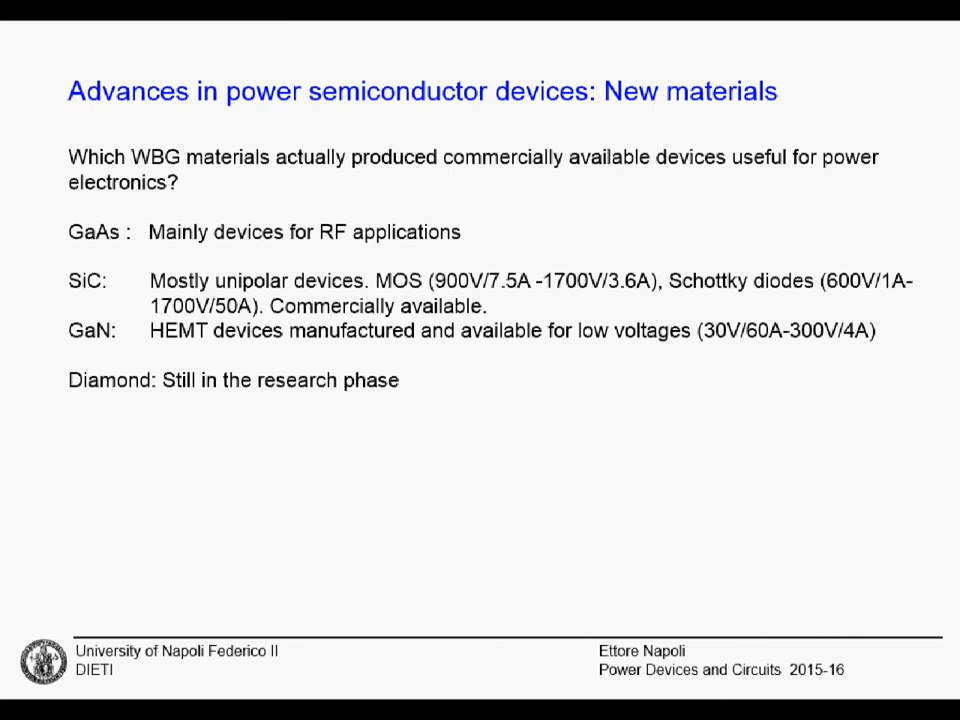 Advances in power semiconductor devices: New materials
Which WBG materials actually produced commercially available devices useful for power
electronics?
GaAs : Mainly devices for RF applications
SiC: Mostly unipolar devices. MOS (900V/7.5A -1700V/3.6A), Schottky diodes (600V/1A-
1700V/50A). Commercially available.
GaN: HEMT devices manufactured and available for low voltages (30V/60A-300V/4A)
Diamond: Still in the research phase
University of Napoli Federico II
DIETI
Ettore Napoli
Power Devices and Circuits 2015-16